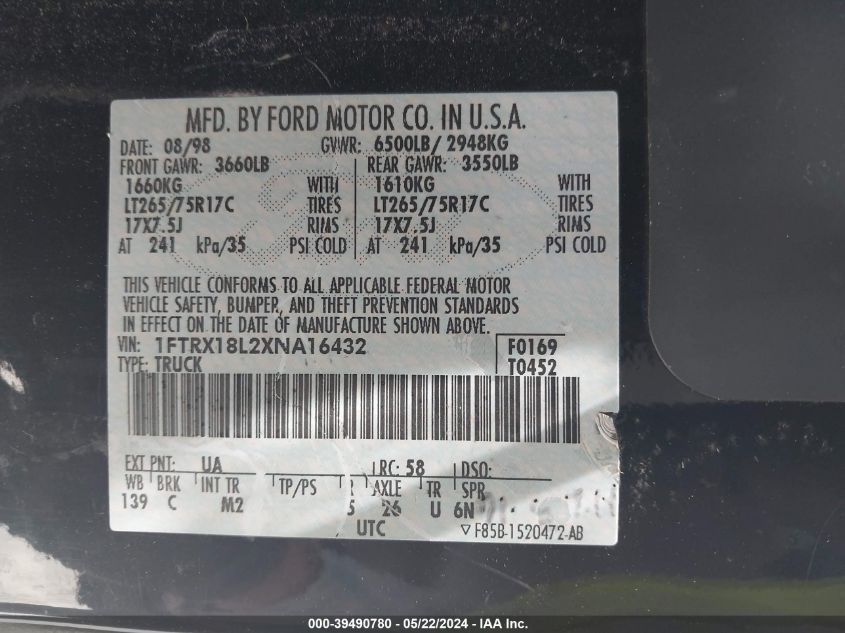 MFD. BY FORD MOTOR CO. IN U.S.A.
DATE: 08/98 GVWR: 6500LB/ 2948KG
FRONT GAWR: 3660LB REAR GAWR: 3550LB
1660KG WITH 1610KG WITH
LT265/75R17C TIRES LT265/75R17C TIRES
17X7.5J RIMS 17X7.5J RIMS
AT 241 kPa/35 PSI COLD AT 241 kPa/35 PSI COLD
THIS VEHICLE CONFORMS TO ALL APPLICABLE FEDERAL MOTOR
VEHICLE SAFETY, BUMPER, AND THEFT PREVENTION STANDARDS
IN EFFECT ON THE DATE OF MANUFACTURE SHOWN ABOVE.
VIN: 1FTRX18L2XNA16432 F0169
TYPE: TRUCK T0452
EXT PNT: UA RC: 58 DSO:
WB BRK INT TR TP/PS R AXLE TR SPR
139 C M2 5 26 U 6N
UTC F85B-1520472-AB
000-39490780 - 05/22/2024 - IAA Inc.